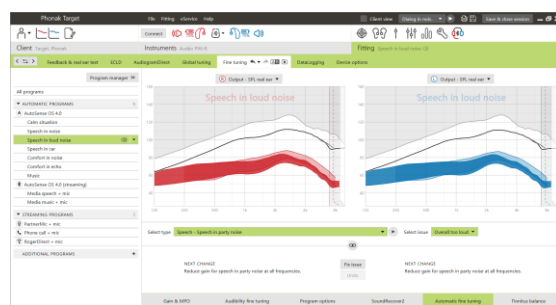 Phonak Target
File Fitting eService Help
Client view
Save & close session
Connect
Client Target, Phonak
Instruments
Fitting Speech in loud noise
Feedback & real ear test
AudiogramDirect
Global tuning
Fine tuning
DataLogging
Device options
Program manager
All programs
AUTOMATIC PROGRAMS
AutoSense OS 4.0
Calm situation
Speech in noise
Speech in loud noise
Speech in car
Comfort in noise
Comfort in echo
Music
AutoSense OS 4.0 (streaming)
Media speech + mic
Media music + mic
STREAMING PROGRAMS
PartnerMic + mic
Phone call + mic
RogerDirect + mic
ADDITIONAL PROGRAMS
Output - SPL real ear
Output - SPL real ear
Speech in loud noise
Speech in loud noise
Select type Speech - Speech in party noise
Select issue Overall too loud
NEXT CHANGE
Reduce gain for speech in party noise at all frequencies.
Fix issue
Undo
NEXT CHANGE
Reduce gain for speech in party noise at all frequencies.
Gain & MPO
Audibility fine tuning
Program options
SoundRecover2
Automatic fine tuning
Tinnitus balance